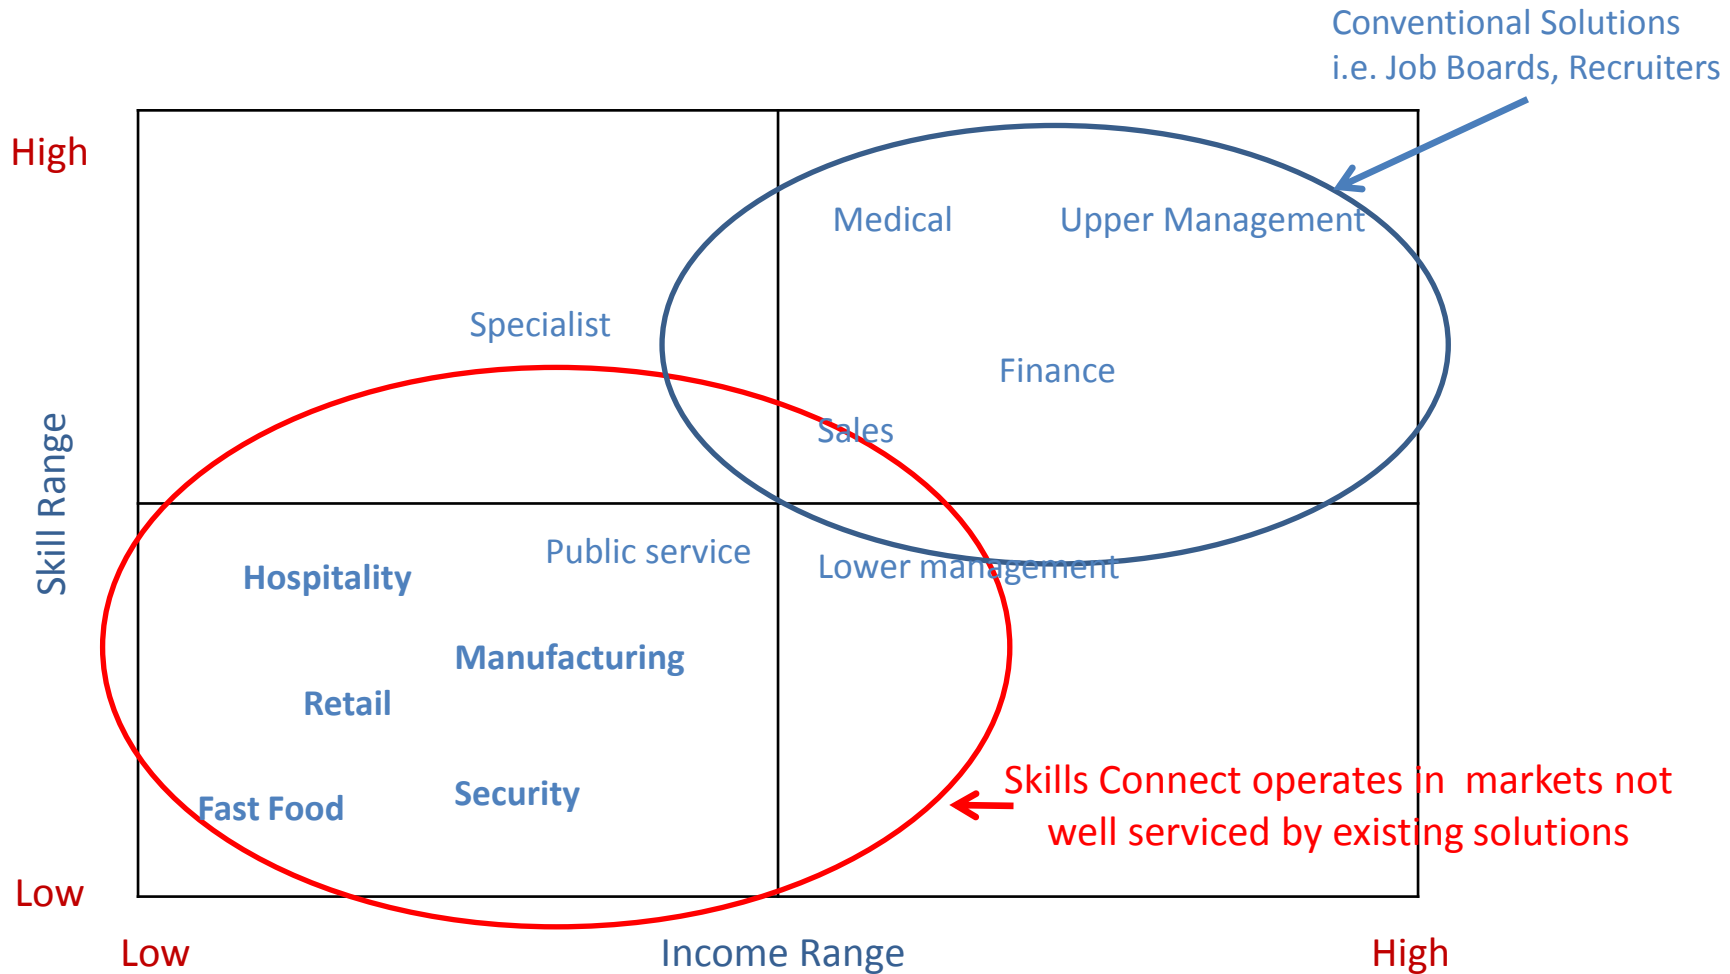 Conventional Solutions
i.e. Job Boards, Recruiters
High
Medical
Upper Management
Specialist
Finance
Sales
Skill Range
Public service
Lower management
Hospitality
Manufacturing
Retail
Skills Connect operates in  markets not
well serviced by existing solutions
Security
Fast Food
Low
Low
Income Range
High